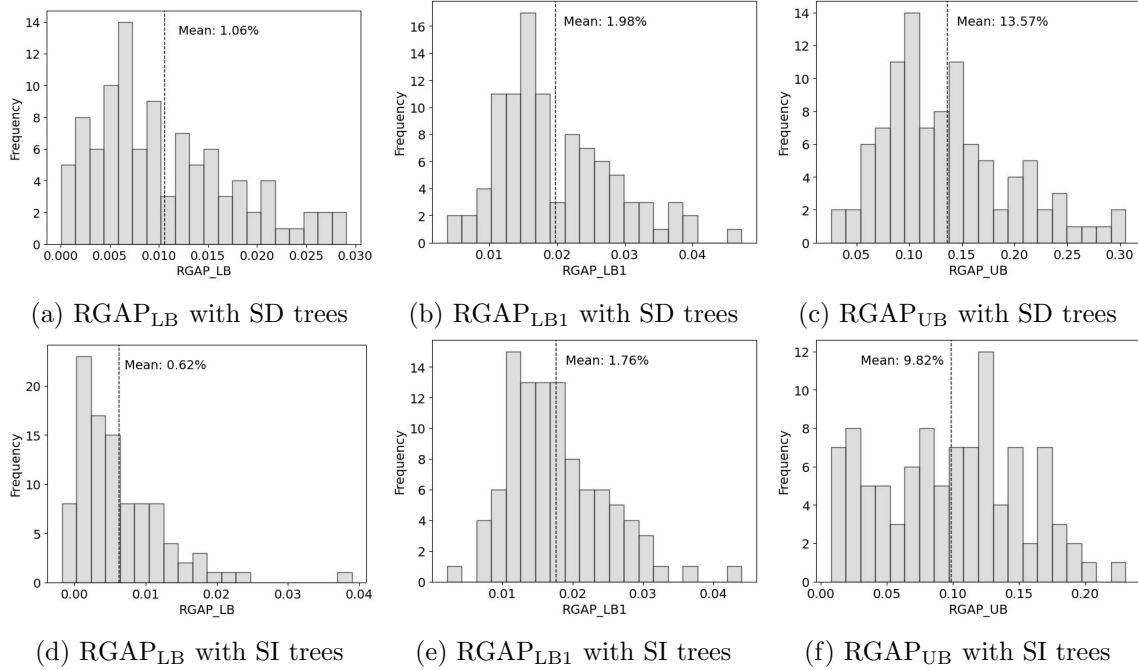 Mean: 1.06%
14
12
10
8
6
4
2
0
Frequency
0.000 0.005 0.010 0.015 0.020 0.025 0.030
RGAP_LB
(a) RGAP_LB with SD trees
Mean: 1.98%
16
14
12
10
8
6
4
2
0
Frequency
0.01 0.02 0.03 0.04
RGAP_LB1
(b) RGAP_LB1 with SD trees
Mean: 13.57%
14
12
10
8
6
4
2
0
Frequency
0.05 0.10 0.15 0.20 0.25 0.30
RGAP_UB
(c) RGAP_UB with SD trees
Mean: 0.62%
20
15
10
5
0
Frequency
0.00 0.01 0.02 0.03 0.04
RGAP_LB
(d) RGAP_LB with SI trees
Mean: 1.76%
14
12
10
8
6
4
2
0
Frequency
0.01 0.02 0.03 0.04
RGAP_LB1
(e) RGAP_LB1 with SI trees
Mean: 9.82%
12
10
8
6
4
2
0
Frequency
0.00 0.05 0.10 0.15 0.20
RGAP_UB
(f) RGAP_UB with SI trees